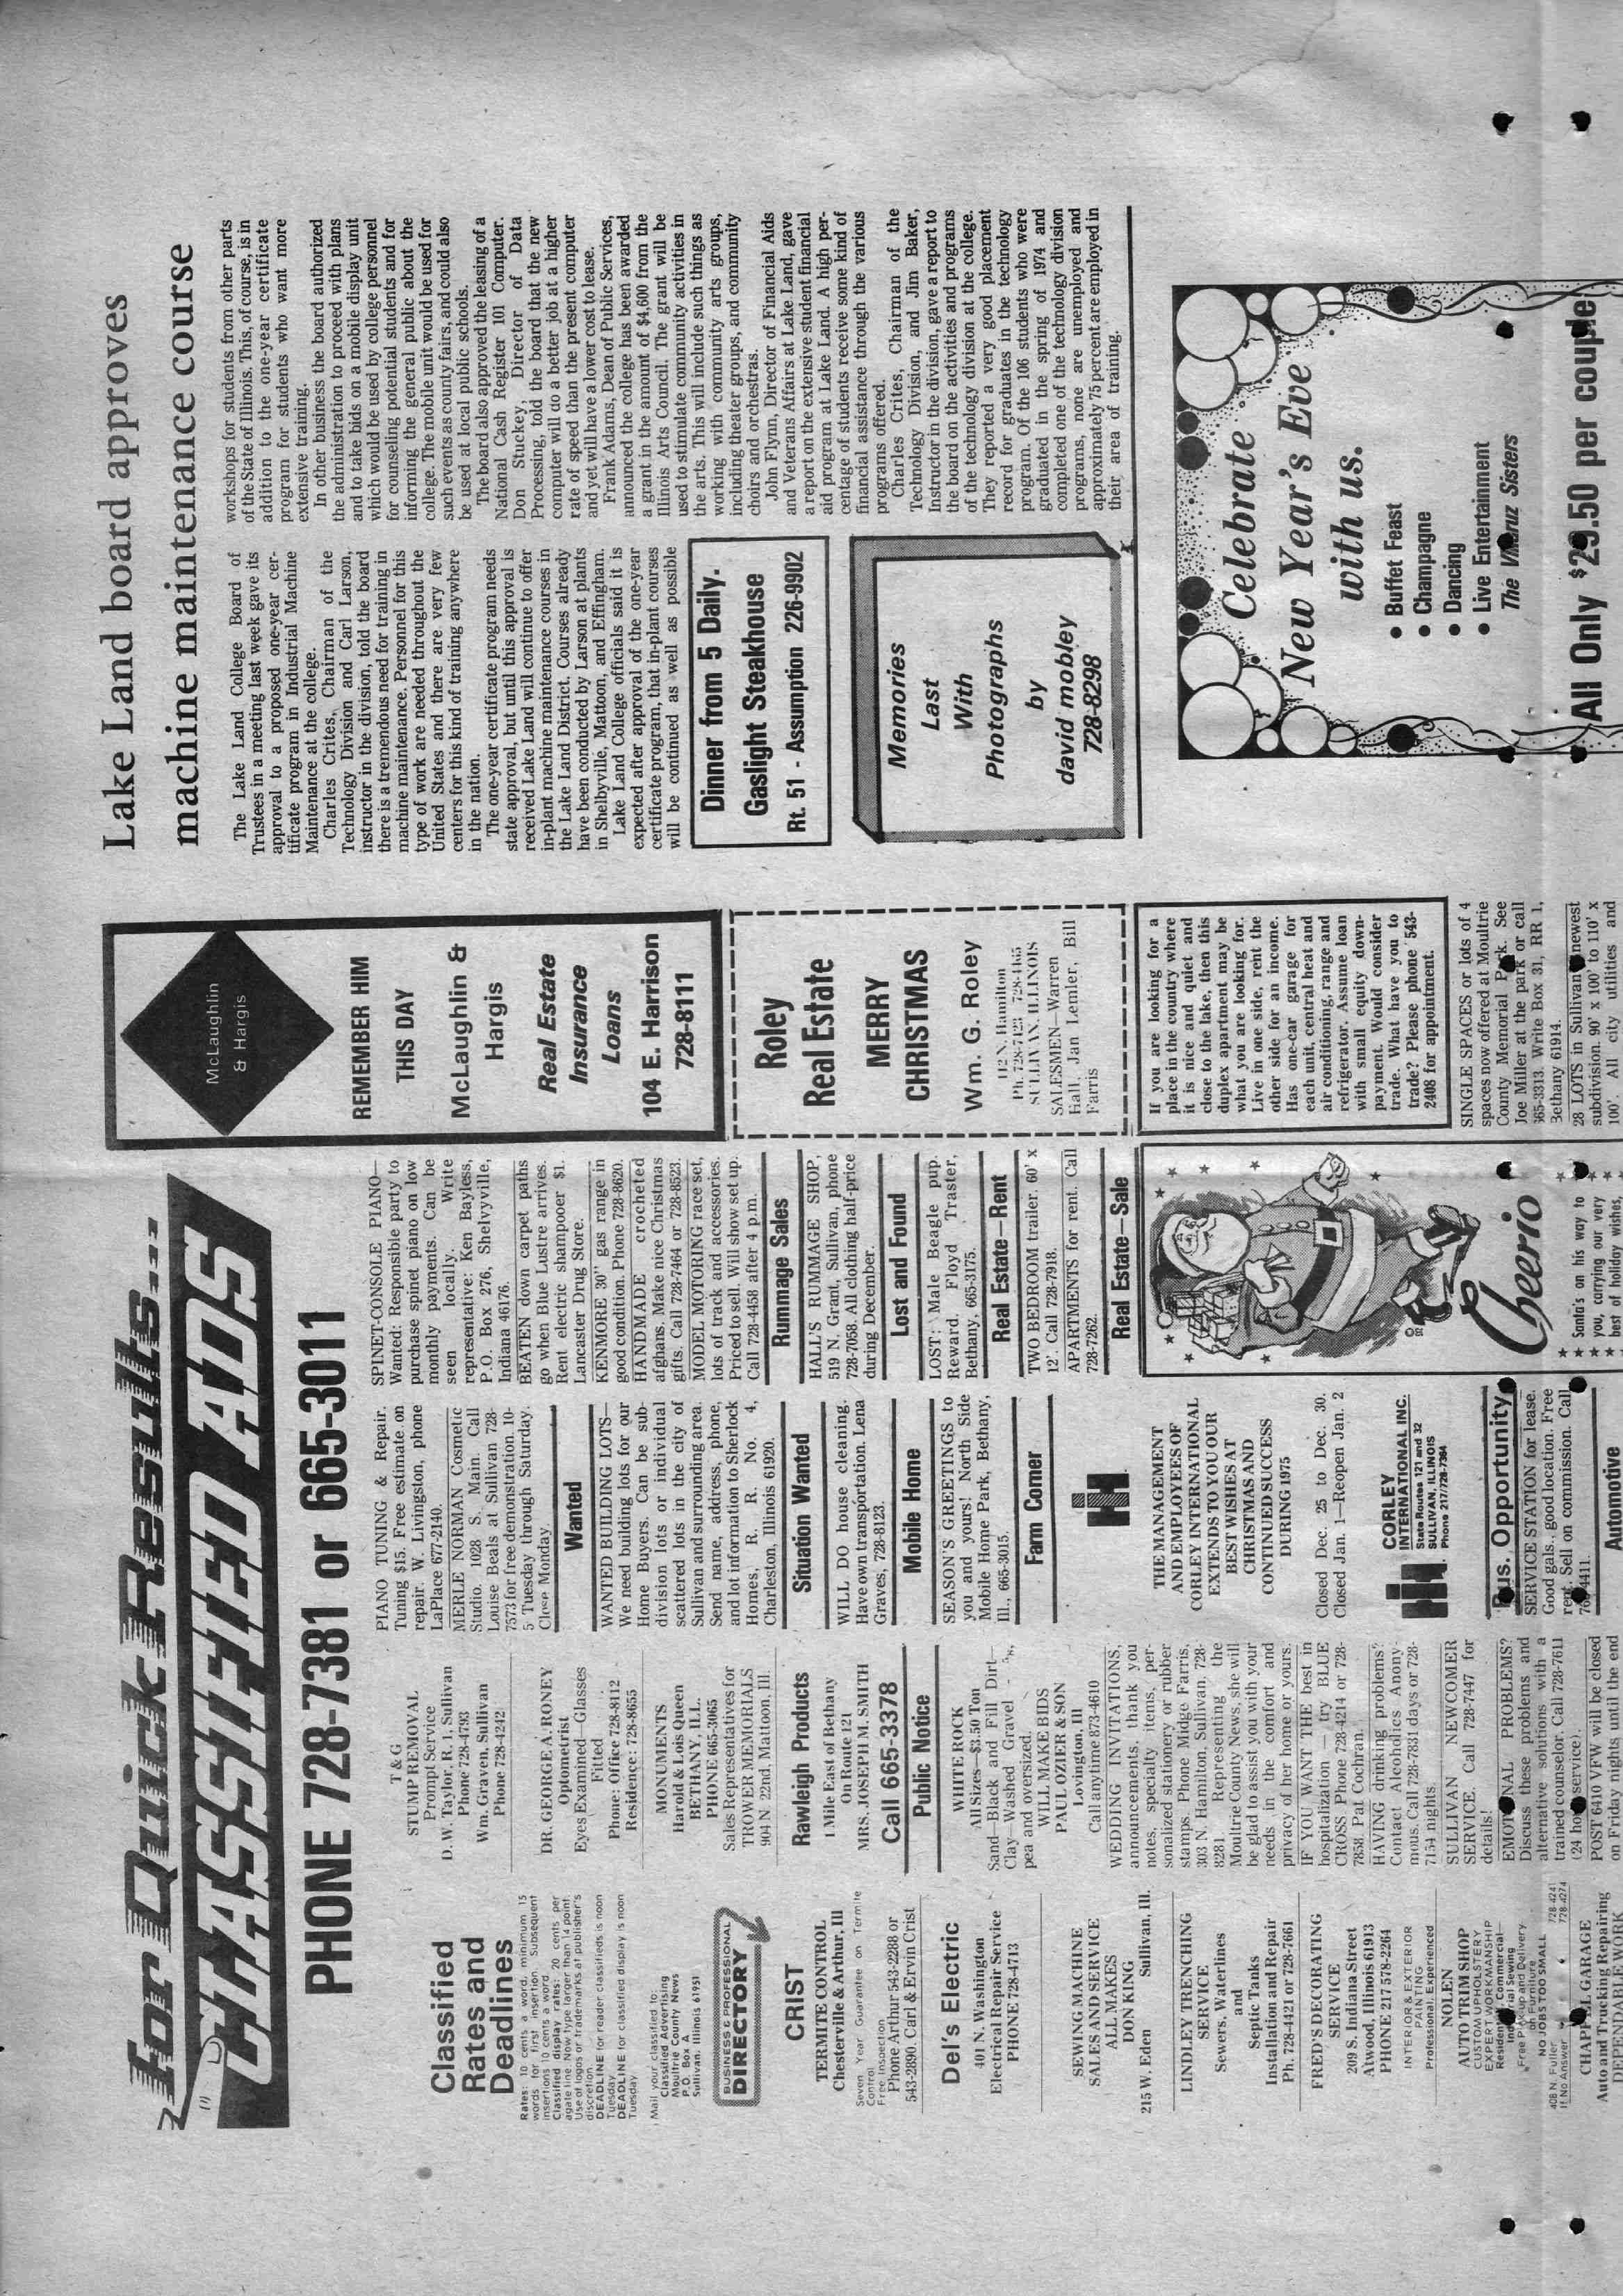 for Quick Results...
CLASSIFIED ADS
PHONE 728-7381 or 665-3011
Classified
Rates and
Deadlines
Rates: 10 cents a word, minimum 15
words for first insertion. Subsequent
insertions 10 cents a word.
Classified display rates: 20 cents per
agate line. Now type larger than 14 point.
Use of logos or trademarks at publisher's
discretion.
DEADLINE for reader classifieds is noon
Tuesday
DEADLINE for classified display is noon
Tuesday.
Mail your classified to:
Classified Advertising
Moultrie County News
P.O. Box A
Sullivan, Illinois 61951
BUSINESS & PROFESSIONAL
DIRECTORY
CRIST
TERMITE CONTROL
Chesterville & Arthur, Ill
Seven Year Guarantee on Termite
Control
Free Inspection
Phone Arthur 543-2288 or
543-2890. Carl & Ervin Crist
Del's Electric
401 N. Washington
Electrical Repair Service
PHONE 728-4713
SEWING MACHINE
SALES AND SERVICE
ALL MAKES
DON KING
215 W. Eden Sullivan, Ill.
LINDLEY TRENCHING
SERVICE
Sewers, Waterlines
and
Septic Tanks
Installation and Repair
Ph. 728-4421 or 728-7661
FRED'S DECORATING
SERVICE
209 S. Indiana Street
Atwood, Illinois 61913
PHONE 217 578-2264
INTERIOR & EXTERIOR
PAINTING
Professional, Experienced
NOLEN
AUTO TRIM SHOP
CUSTOM UPHOLSTERY
EXPERT WORKMANSHIP
Residential—Commercial—
Industrial Sewing
Free Pickup and Delivery
on Furniture
NO JOBS TOO SMALL
408 N. Fuller 728-4241
If No Answer 728-4274
CHAPPEL GARAGE
Auto and Trucking Repairing
DEPENDABLE WORK
T & G
STUMP REMOVAL
Prompt Service
D. W. Taylor, R. 1, Sullivan
Phone 728-4793
Wm. Graven, Sullivan
Phone 728-4242
DR. GEORGE A. RONEY
Optometrist
Eyes Examined—Glasses
Fitted
Phone: Office 728-8112
Residence: 728-8655
MONUMENTS
Harold & Lois Queen
BETHANY, ILL.
PHONE 665-3065
Sales Representatives for
TROWER MEMORIALS
904 N. 22nd, Mattoon, Ill.
Rawleigh Products
1 Mile East of Bethany
On Route 121
MRS. JOSEPH M. SMITH
Call 665-3378
Public Notice
WHITE ROCK
All Sizes—$3.50 Ton
Sand—Black and Fill Dirt—
Clay—Washed Gravel
pea and oversized.
WILL MAKE BIDS
PAUL OZIER & SON
Lovington, Ill
Call anytime 873-4610
WEDDING INVITATIONS,
announcements, thank you
notes, specialty items, per-
sonalized stationery or rubber
stamps. Phone Midge Farris,
303 N. Hamilton, Sullivan. 728-
8281. Representing the
Moultrie County News, she will
be glad to assist you with your
needs in the comfort and
privacy of her home or yours.
IF YOU WANT THE best in
hospitalization — try BLUE
CROSS Phone 728-4214 or 728-
7858. Pat Cochran.
HAVING drinking problems?
Contact Alcoholics Anony-
mous. Call 728-7831 days or 728-
7154 nights.
SULLIVAN NEWCOMER
SERVICE. Call 728-7447 for
details!
EMOTIONAL PROBLEMS?
Discuss these problems and
alternative solutions with a
trained counselor. Call 728-7611
(24 hour service).
POST 6410 VFW will be closed
on Friday nights until the end
PIANO TUNING & Repair.
Tuning $15. Free estimate on
repair. W. Livingston, phone
LaPlace 677-2140.
MERLE NORMAN Cosmetic
Studio. 1028 S. Main. Call
Louise Beals at Sullivan 728-
7573 for free demonstration. 10-
5 Tuesday through Saturday.
Close Monday.
Wanted
WANTED BUILDING LOTS—
We need building lots for our
Home Buyers. Can be sub-
division lots or individual
scattered lots in the city of
Sullivan and surrounding area.
Send name, address, phone,
and lot information to Sherlock
Homes, R. R. No. 4,
Charleston, Illinois 61920.
Situation Wanted
WILL DO house cleaning.
Have own transportation. Lena
Graves, 728-8123.
Mobile Home
SEASON'S GREETINGS to
you and yours! North Side
Mobile Home Park, Bethany,
Ill., 665-3015.
Farm Corner
THE MANAGEMENT
AND EMPLOYEES OF
CORLEY INTERNATIONAL
EXTENDS TO YOU OUR
BEST WISHES AT
CHRISTMAS AND
CONTINUED SUCCESS
DURING 1975
Closed Dec. 25 to Dec. 30.
Closed Jan. 1—Reopen Jan. 2
CORLEY
INTERNATIONAL INC.
State Routes 121 and 32
SULLIVAN, ILLINOIS
Phone 217/728-7364
Bus. Opportunity
SERVICE STATION for lease.
Good gals., good location. Free
rent. Sell on commission. Call
Automotive
SPINET-CONSOLE PIANO—
Wanted: Responsible party to
purchase spinet piano on low
monthly payments. Can be
seen locally. Write
representative: Ken Bayless,
P.O. Box 276, Shelvyville,
Indiana 46176.
BEATEN down carpet paths
go when Blue Lustre arrives.
Rent electric shampooer $1.
Lancaster Drug Store.
KENMORE 30" gas range in
good condition. Phone 728-8620.
HANDMADE crocheted
afghans. Make nice Christmas
gifts. Call 728-7464 or 728-8523.
MODEL MOTORING race set,
lots of track and accessories.
Priced to sell. Will show set up.
Call 728-4458 after 4 p.m.
Rummage Sales
HALL'S RUMMAGE SHOP,
519 N. Grant, Sullivan, phone
728-7058. All clothing half-price
during December.
Lost and Found
LOST: Male Beagle pup.
Reward. Floyd Traster,
Bethany, 665-3175.
Real Estate—Rent
TWO BEDROOM trailer. 60' x
12'. Call 728-7918.
APARTMENTS for rent. Call
728-7262.
Real Estate—Sale
Cheerio
Santa's on his way to
you, carrying our very
best of holiday wishes,
McLaughlin
& Hargis
REMEMBER HIM
THIS DAY
McLaughlin &
Hargis
Real Estate
Insurance
Loans
104 E. Harrison
728-8111
Roley
Real Estate
MERRY
CHRISTMAS
Wm. G. Roley
112 N. Hamilton
Ph. 728-7423 728-4465
SULLIVAN, ILLINOIS
SALESMEN—Warren
Hall, Jan Lemler, Bill
Farris
If you are looking for a
place in the country where
it is nice and quiet and
close to the lake, then this
duplex apartment may be
what you are looking for.
Live in one side, rent the
other side for an income.
Has one-car garage for
each unit, central heat and
air conditioning, range and
refrigerator. Assume loan
with small equity down-
payment. Would consider
trade. What have you to
trade? Please phone 543-
2408 for appointment.
SINGLE SPACES or lots of 4
spaces now offered at Moultrie
County Memorial Park. See
Joe Miller at the park or call
365-3313. Write Box 31, RR 1,
Bethany 61914.
28 LOTS in Sullivan newest
subdivision. 90' x 100' to 110' x
100'. All city utilities and
Lake Land board approves
machine maintenance course
The Lake Land College Board of
Trustees in a meeting last week gave its
approval to a proposed one-year cer-
tificate program in Industrial Machine
Maintenance at the college.
Charles Crites, Chairman of the
Technology Division and Carl Larson,
instructor in the division, told the board
there is a tremendous need for training in
machine maintenance. Personnel for this
type of work are needed throughout the
United States and there are very few
centers for this kind of training anywhere
in the nation.
The one-year certificate program needs
state approval, but until this approval is
received Lake Land will continue to offer
in-plant machine maintenance courses in
the Lake Land District. Courses already
have been conducted by Larson at plants
in Shelbyville, Mattoon, and Effingham.
Lake Land College officials said it is
expected after approval of the one-year
certificate program, that in-plant courses
will be continued as well as possible
workshops for students from other parts
of the State of Illinois. This, of course, is in
addition to the one-year certificate
program for students who want more
extensive training.
In other business the board authorized
the administration to proceed with plans
and to take bids on a mobile display unit
which would be used by college personnel
for counseling potential students and for
informing the general public about the
college. The mobile unit would be used for
such events as county fairs, and could also
be used at local public schools.
The board also approved the leasing of a
National Cash Register 101 Computer.
Don Stuckey, Director of Data
Processing, told the board that the new
computer will do a better job at a higher
rate of speed than the present computer
and yet will have a lower cost to lease.
Frank Adams, Dean of Public Services,
announced the college has been awarded
a grant in the amount of $4,600 from the
Illinois Arts Council. The grant will be
used to stimulate community activities in
the arts. This will include such things as
working with community arts groups,
including theater groups, and community
choirs and orchestras.
John Flynn, Director of Financial Aids
and Veterans Affairs at Lake Land, gave
a report on the extensive student financial
aid program at Lake Land. A high per-
centage of students receive some kind of
financial assistance through the various
programs offered.
Charles Crites, Chairman of the
Technology Division, and Jim Baker,
Instructor in the division, gave a report to
the board on the activities and programs
of the technology division at the college.
They reported a very good placement
record for graduates in the technology
program. Of the 106 students who were
graduated in the spring of 1974 and
completed one of the technology division
programs, none are unemployed and
approximately 75 percent are employed in
their area of training.
Dinner from 5 Daily.
Gaslight Steakhouse
Rt. 51 - Assumption 226-9902
Memories
Last
With
Photographs
by
david mobley
728-8298
Celebrate
New Year's Eve
with us.
• Buffet Feast
• Champagne
• Dancing
• Live Entertainment
The Sisters
All Only $25.50 per couple